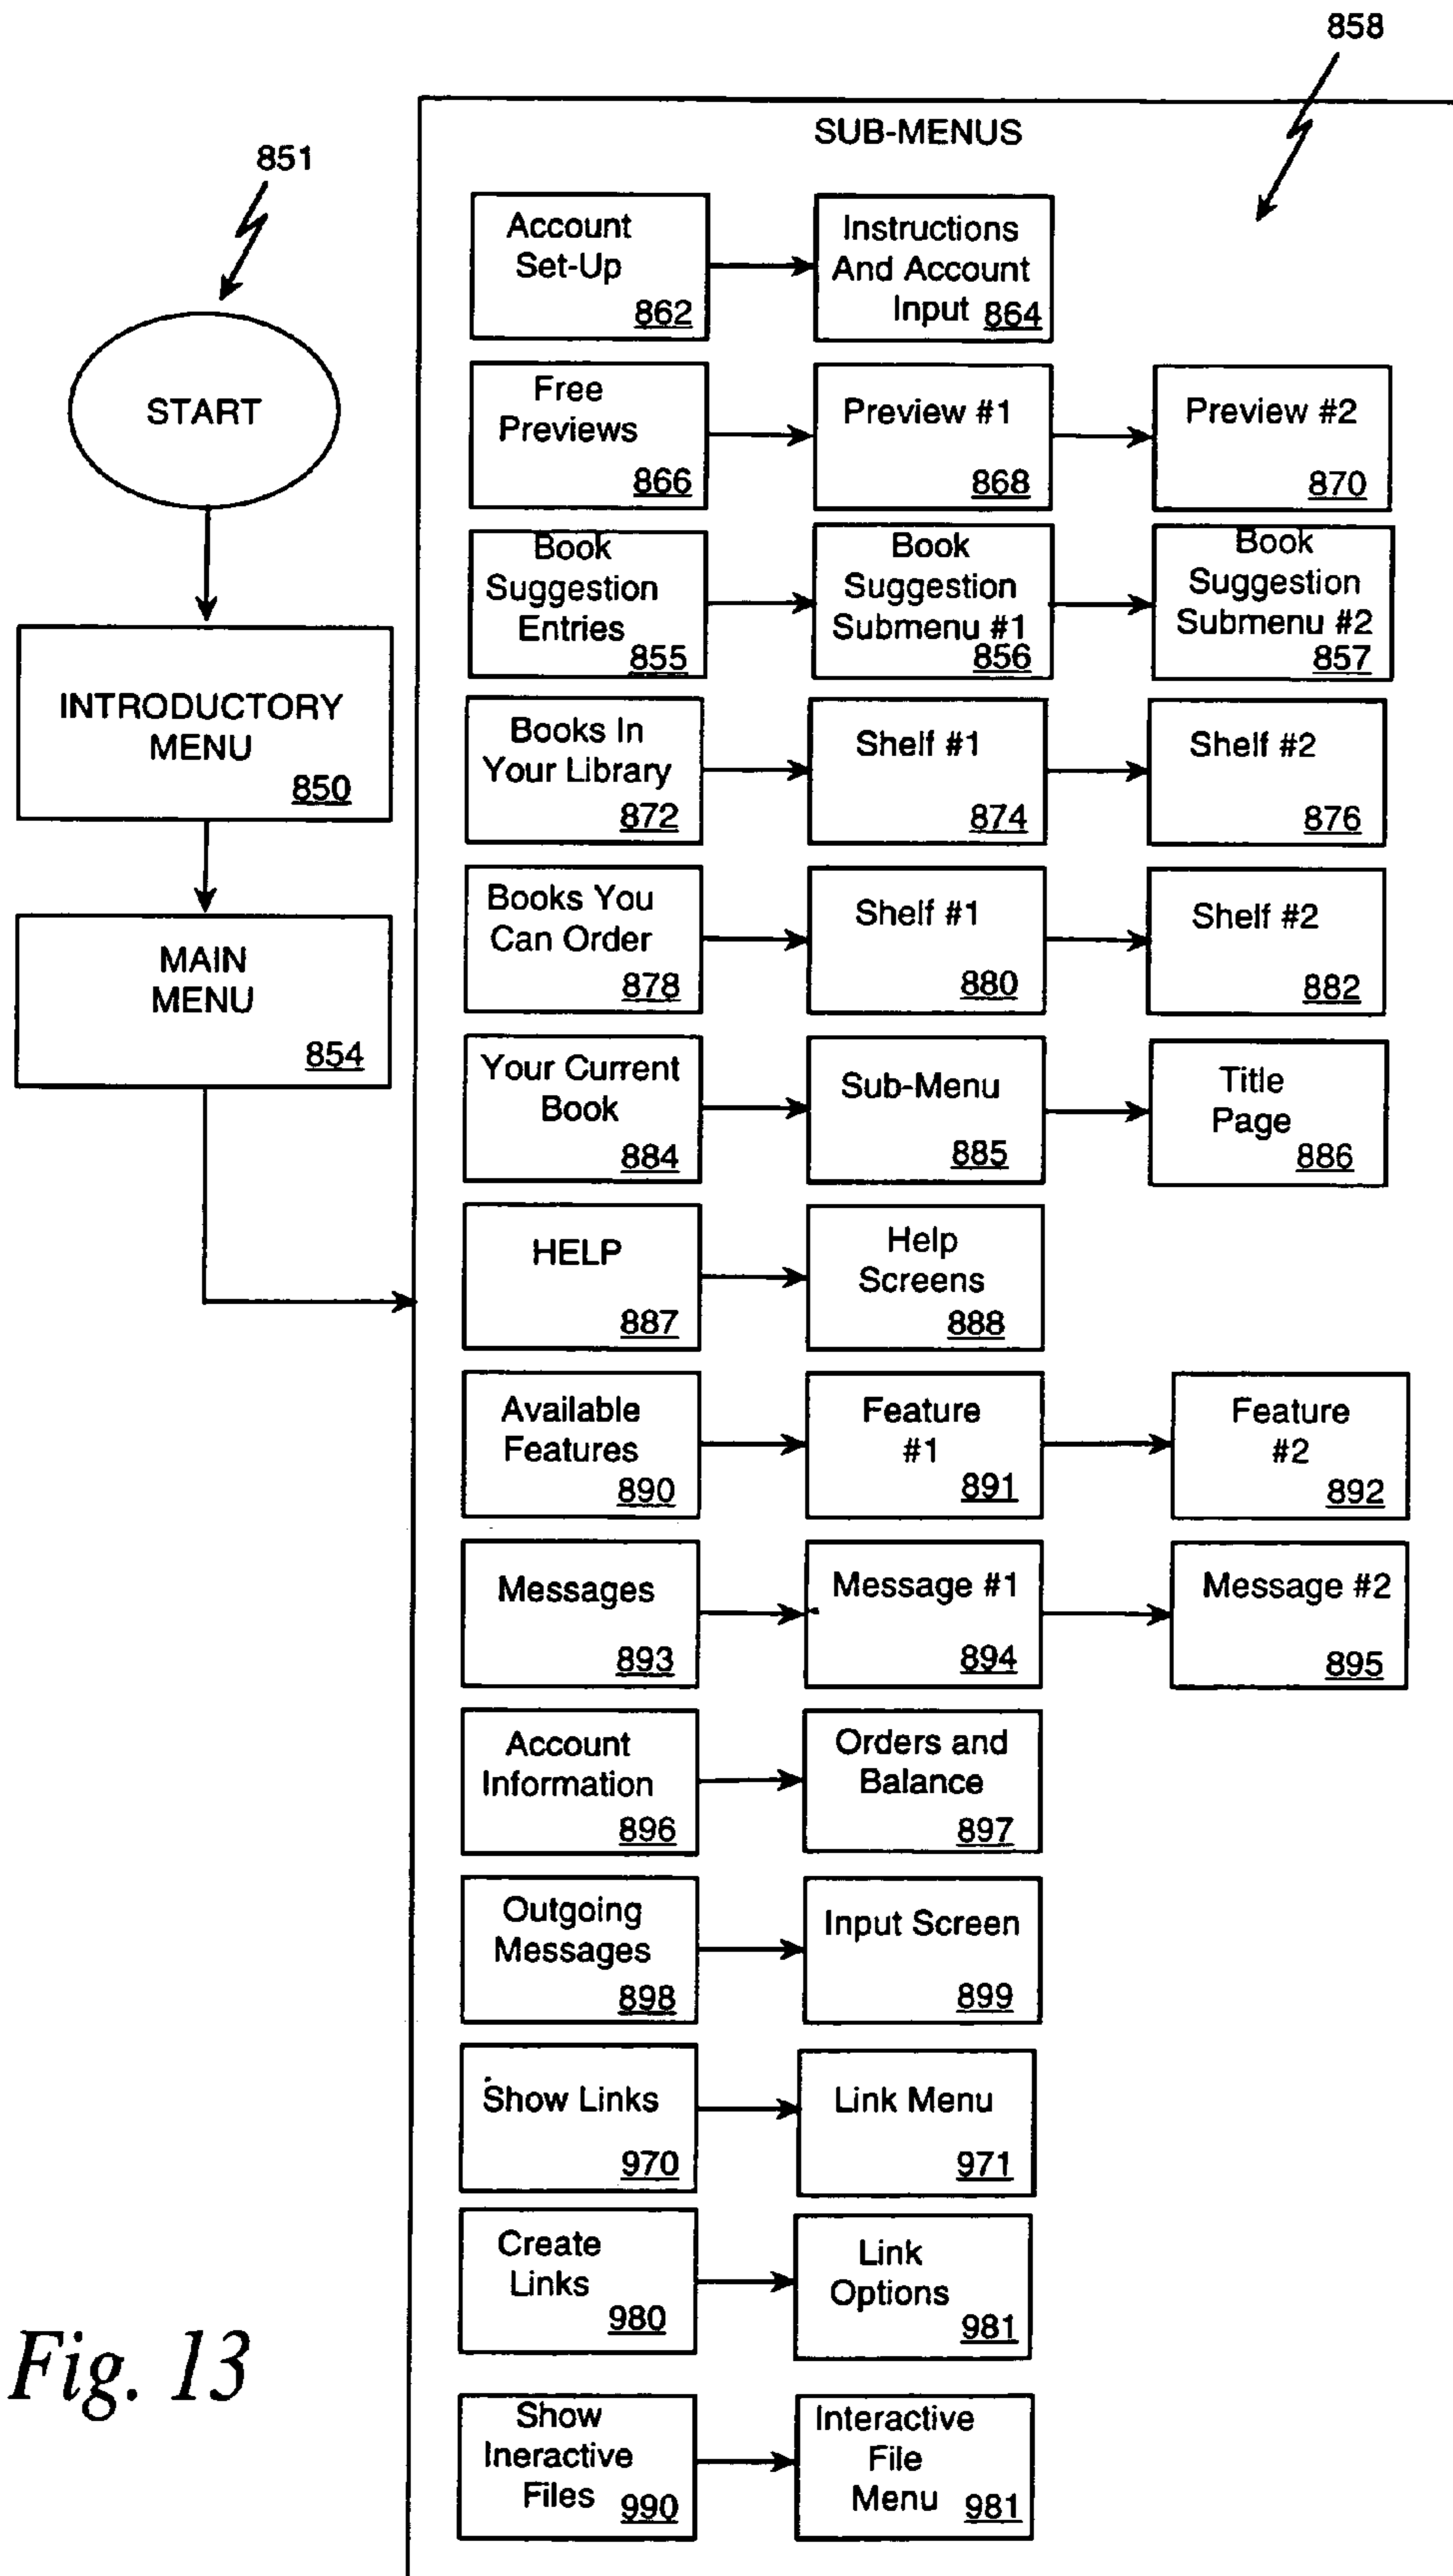 858
SUB-MENUS
851
START
INTRODUCTORY
MENU
850
MAIN
MENU
854
Account
Set-Up
862
Instructions
And Account
Input 864
Free
Previews
866
Preview #1
868
Preview #2
870
Book
Suggestion
Entries
855
Book
Suggestion
Submenu #1
856
Book
Suggestion
Submenu #2
857
Books In
Your Library
872
Shelf #1
874
Shelf #2
876
Books You
Can Order
878
Shelf #1
880
Shelf #2
882
Your Current
Book
884
Sub-Menu
885
Title
Page
886
HELP
887
Help
Screens
888
Available
Features
890
Feature
#1
891
Feature
#2
892
Messages
893
Message #1
894
Message #2
895
Account
Information
896
Orders and
Balance
897
Outgoing
Messages
898
Input Screen
899
Show Links
970
Link Menu
971
Create
Links
980
Link
Options
981
Show
Ineractive
Files 990
Interactive
File
Menu 981
Fig. 13